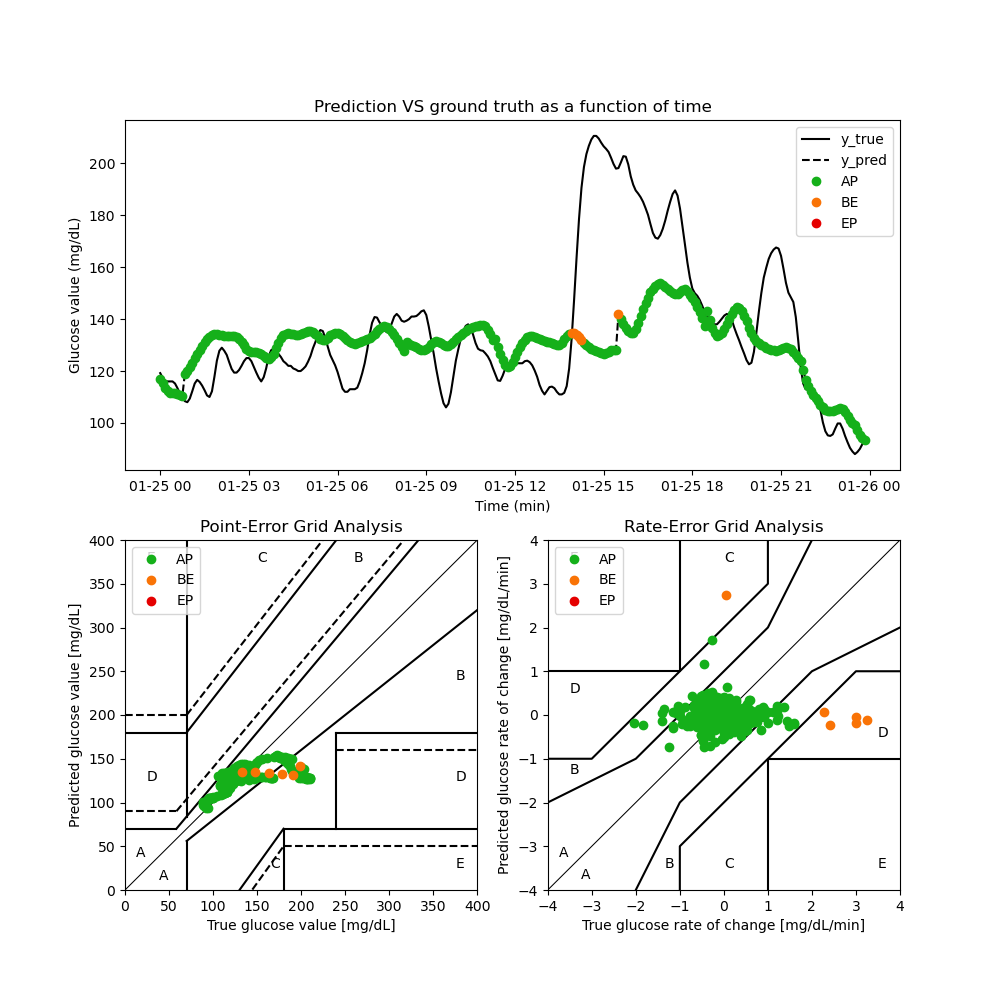 Prediction VS ground truth as a function of time
Glucose value (mg/dL)
200
180
160
140
120
100
y_true
y_pred
AP
BE
EP
01-25 00 01-25 03 01-25 06 01-25 09 01-25 12 01-25 15 01-25 18 01-25 21 01-26 00
Time (min)
Point-Error Grid Analysis
Predicted glucose value [mg/dL]
400
350
300
250
200
150
100
50
0
AP
BE
EP
C
B
B
D
D
A
A
C
E
0 50 100 150 200 250 300 350 400
True glucose value [mg/dL]
Rate-Error Grid Analysis
Predicted glucose rate of change [mg/dL/min]
4
3
2
1
0
−1
−2
−3
−4
AP
BE
EP
C
D
D
B
A
A
B
C
E
−4 −3 −2 −1 0 1 2 3 4
True glucose rate of change [mg/dL/min]